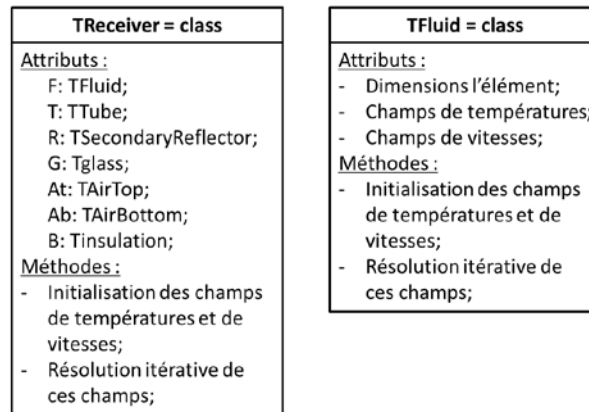 TReceiver = class
Attributs :
F: TFluid;
T: TTube;
R: TSecondaryReflector;
G: Tglass;
At: TAirTop;
Ab: TAirBottom;
B: Tinsulation;
Méthodes :
- Initialisation des champs
de températures et de
vitesses;
- Résolution itérative de
ces champs;
TFluid = class
Attributs :
- Dimensions l’élément;
- Champs de températures;
- Champs de vitesses;
Méthodes :
- Initialisation des champs
de températures et de
vitesses;
- Résolution itérative de
ces champs;